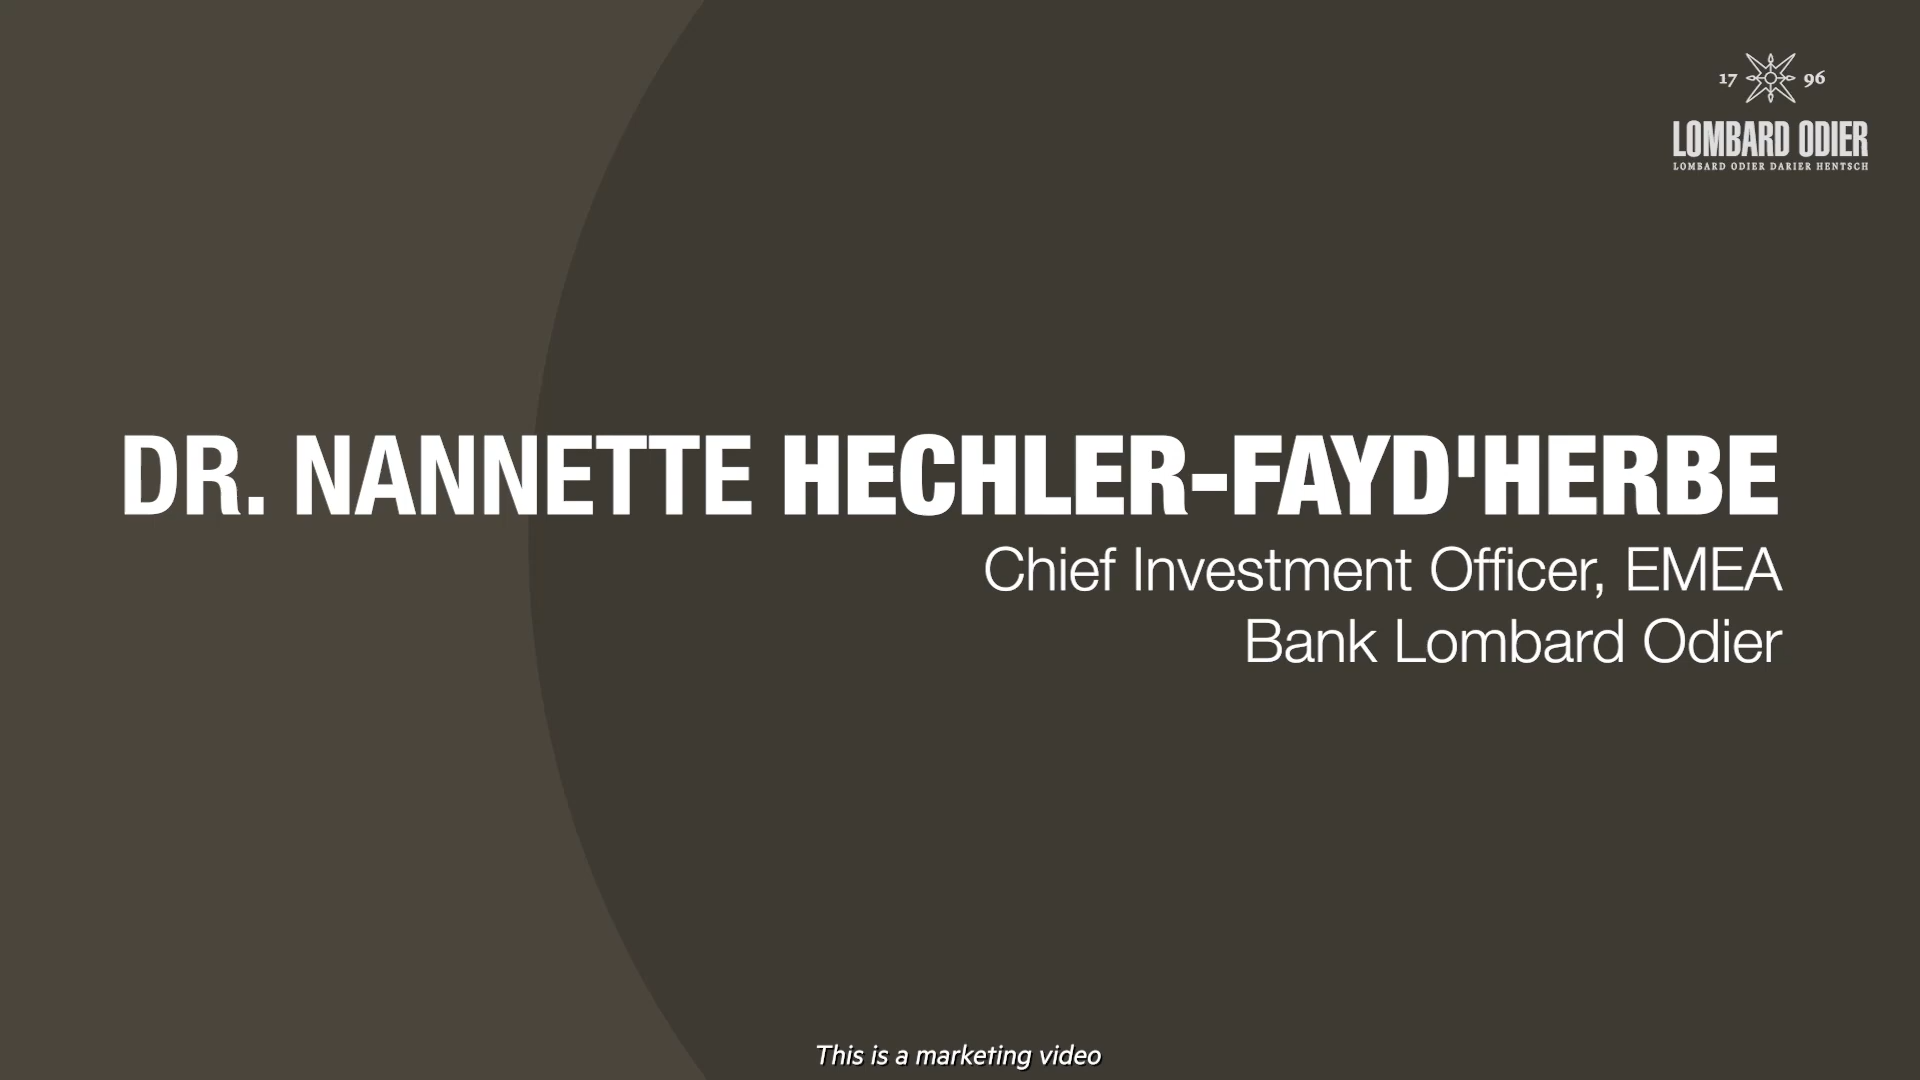 17 96
LOMBARD ODIER
LOMBARD ODIER DARIER HENTSCH
DR. NANNETTE HECHLER-FAYD'HERBE
Chief Investment Officer, EMEA
Bank Lombard Odier
This is a marketing video